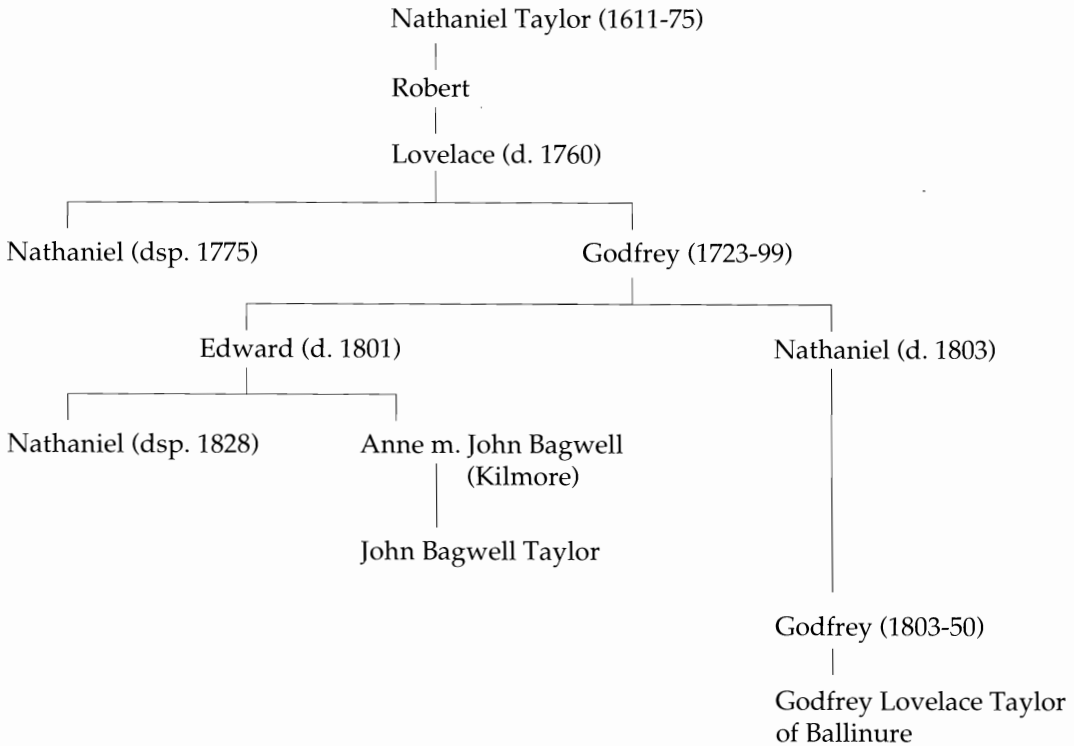 Nathaniel Taylor (1611-75)
Robert
Lovelace (d. 1760)
Nathaniel (dsp. 1775)
Godfrey (1723-99)
Edward (d. 1801)
Nathaniel (d. 1803)
Nathaniel (dsp. 1828)
Anne m. John Bagwell
(Kilmore)
John Bagwell Taylor
Godfrey (1803-50)
Godfrey Lovelace Taylor
of Ballinure